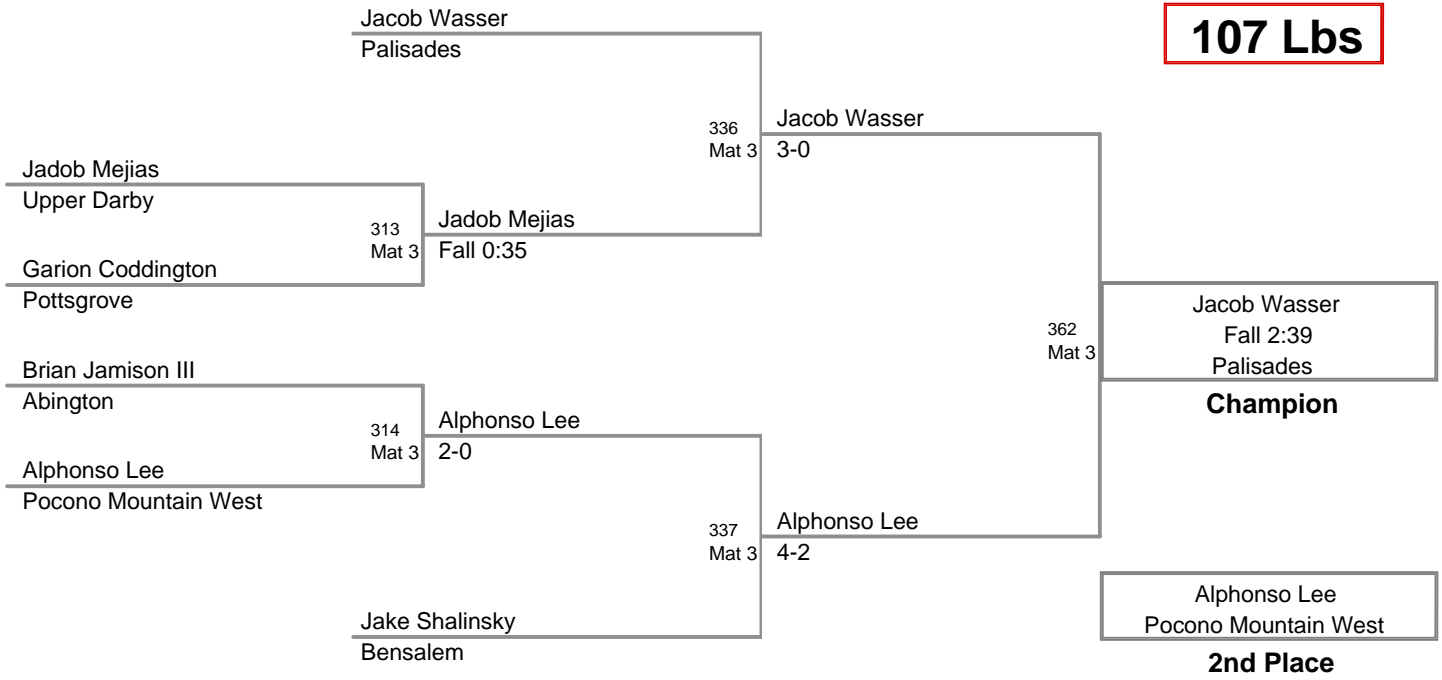 107 Lbs
Jacob Wasser
Palisades
336
Mat 3
Jacob Wasser
3-0
Jadob Mejias
Upper Darby
313
Mat 3
Jadob Mejias
Fall 0:35
Garion Coddington
Pottsgrove
362
Mat 3
Jacob Wasser
Fall 2:39
Palisades
Champion
Brian Jamison III
Abington
314
Mat 3
Alphonso Lee
2-0
Alphonso Lee
Pocono Mountain West
337
Mat 3
Alphonso Lee
4-2
Jake Shalinsky
Bensalem
Alphonso Lee
Pocono Mountain West
2nd Place